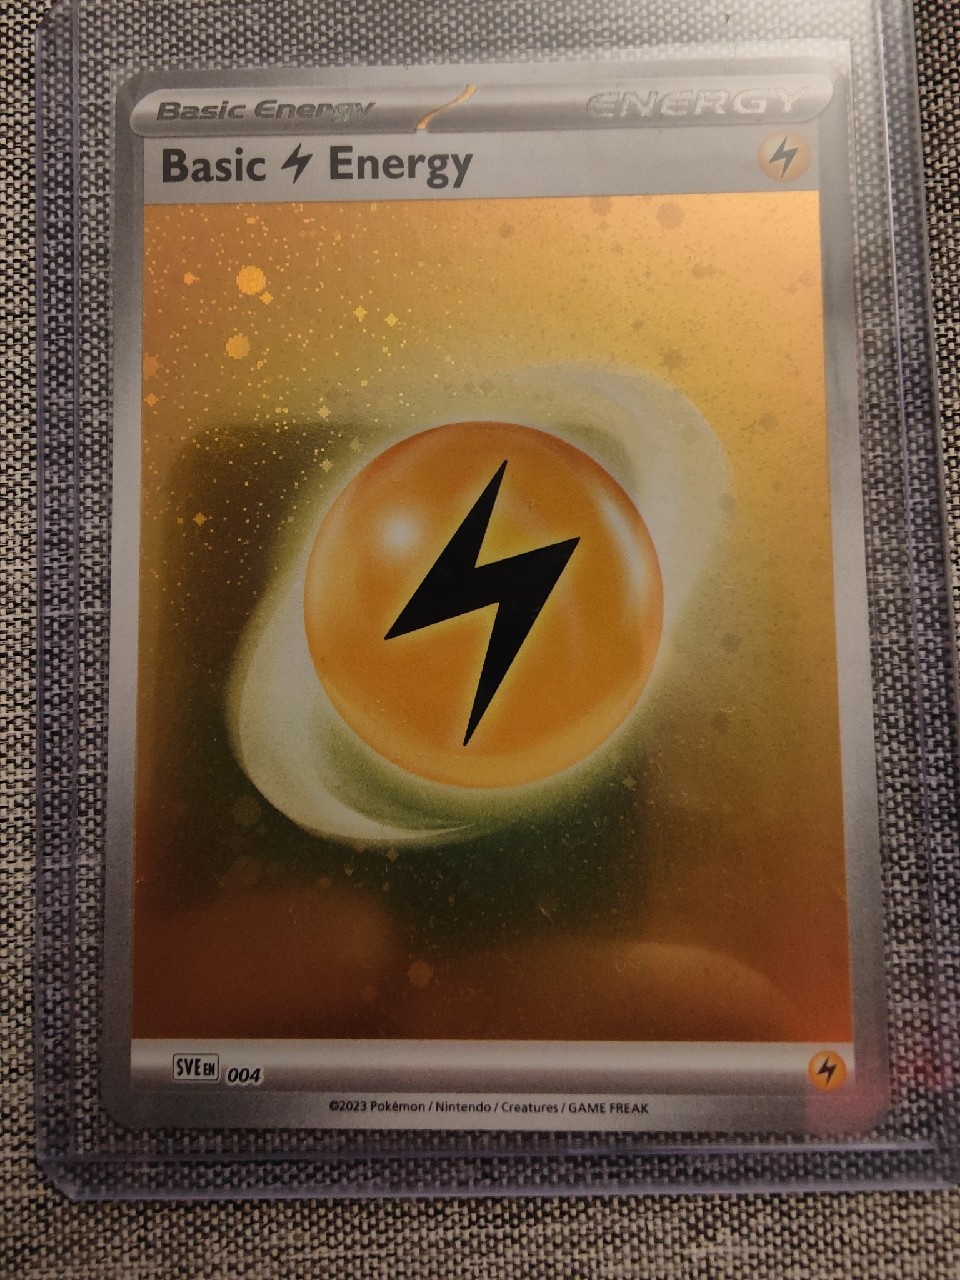 Basic Energy ENERGY
Basic Energy
SVE EN 004
©2023 Pokémon / Nintendo / Creatures / GAME FREAK